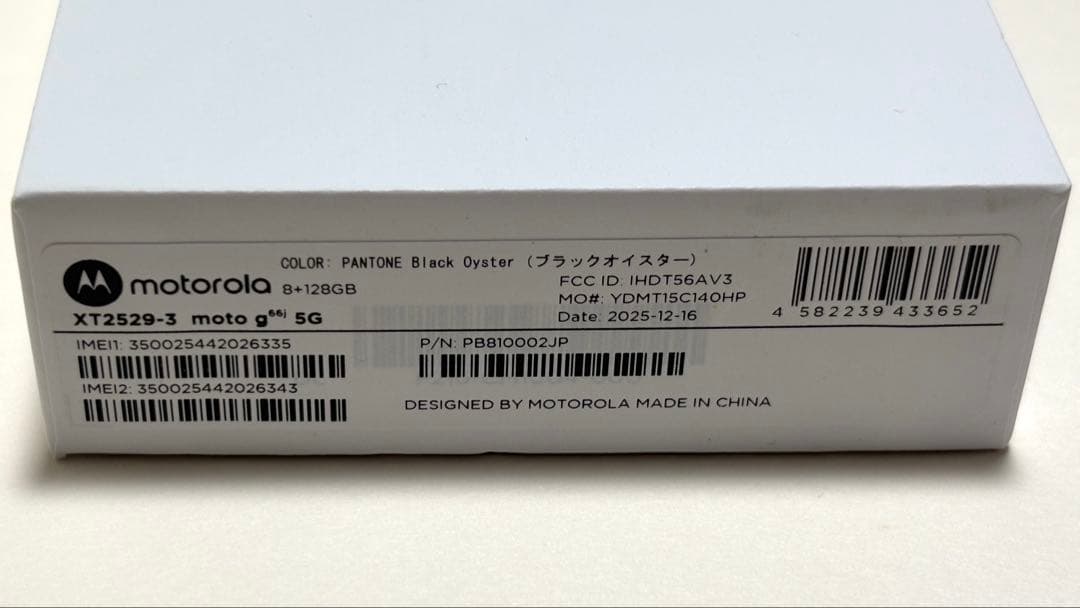 COLOR: PANTONE Black Oyster (ブラックオイスター)
motorola 8+128GB
XT2529-3 moto g66j 5G
FCC ID: IHDT56AV3
MO#: YDMT15C140HP
Date: 2025-12-16
4 582239 433652
IMEI1: 350025442026335
IMEI2: 350025442026343
P/N: PB810002JP
DESIGNED BY MOTOROLA MADE IN CHINA